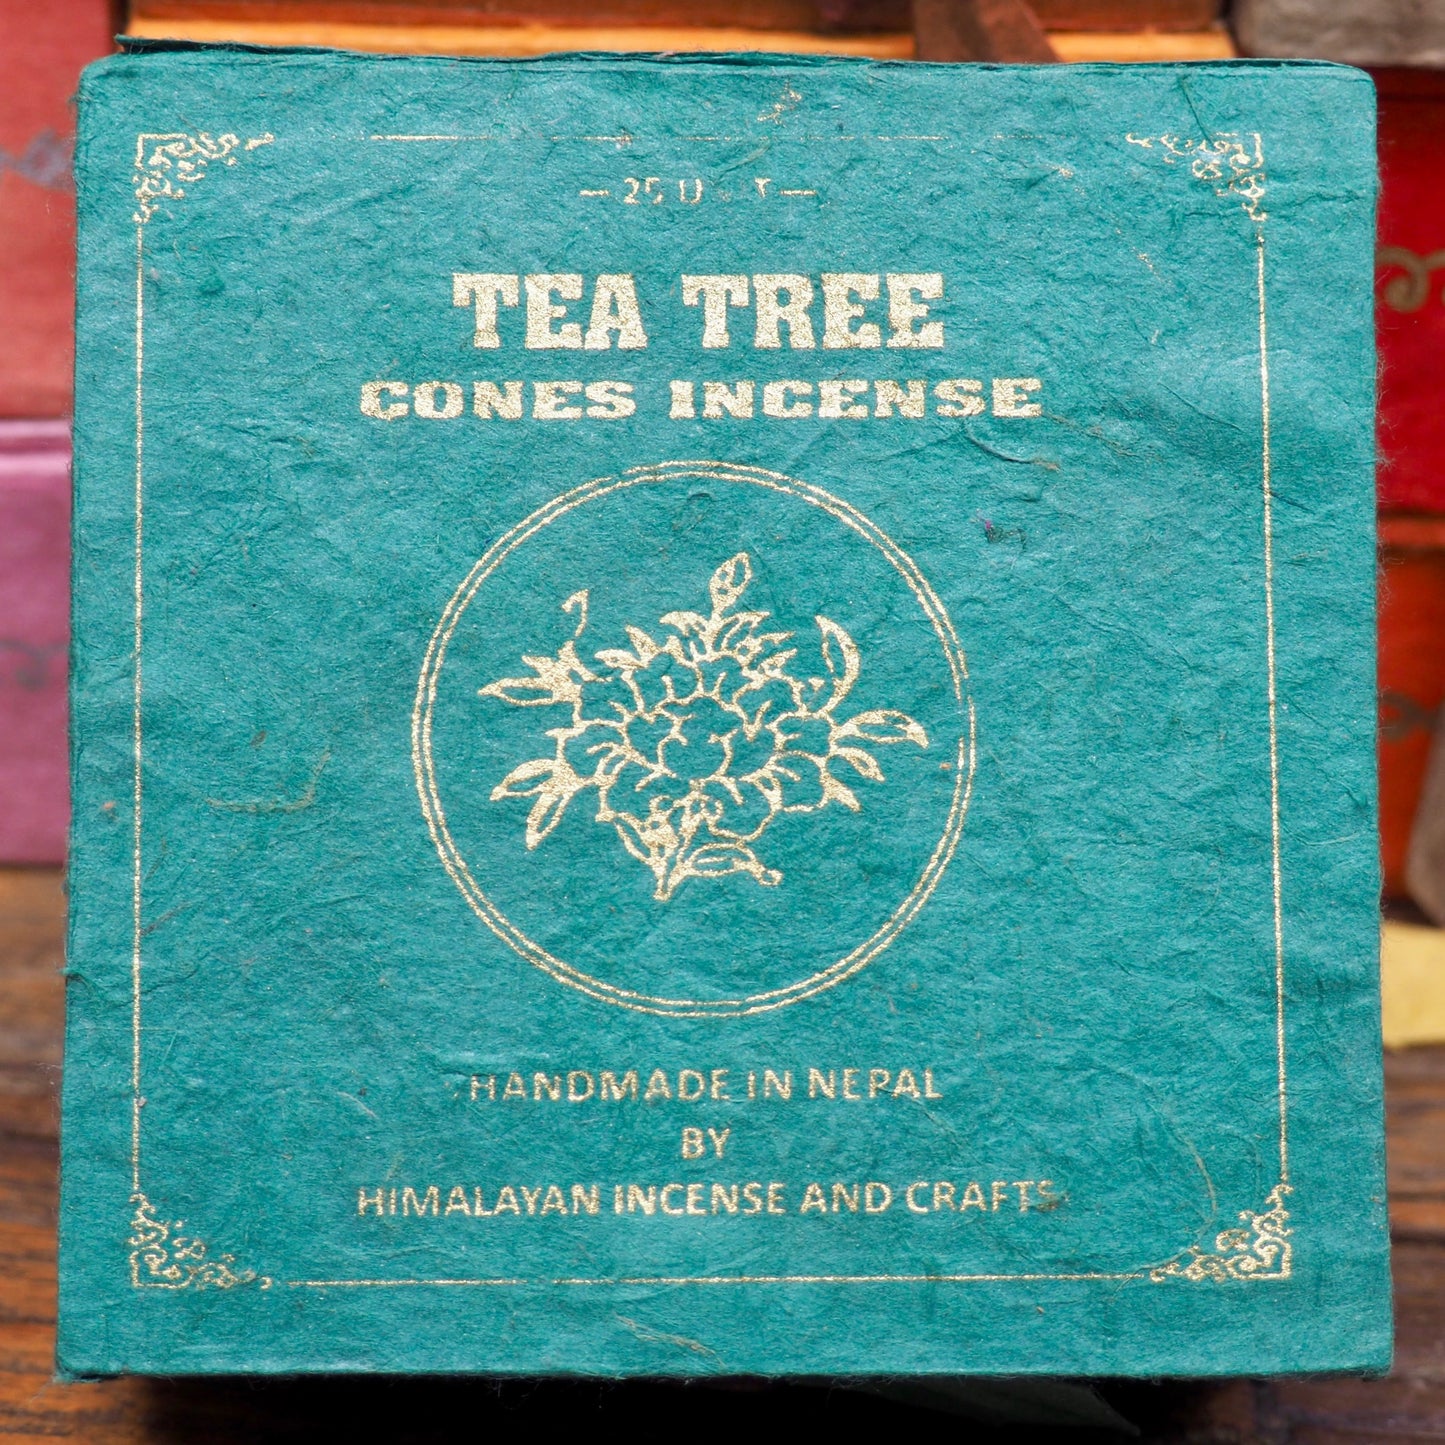 TEA TREE
CONES INCENSE
HANDMADE IN NEPAL
BY
HIMALAYAN INCENSE AND CRAFTS